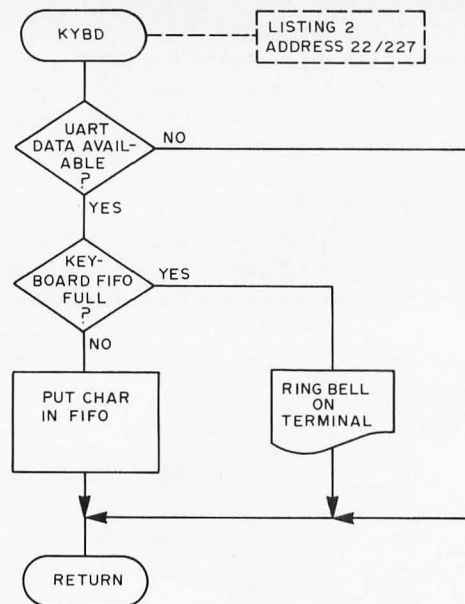 KYBD
LISTING 2
ADDRESS 22/227
UART
DATA AVAIL-
ABLE
?
NO
YES
KEY-
BOARD FIFO
FULL
?
YES
NO
PUT CHAR
IN FIFO
RING BELL
ON
TERMINAL
RETURN